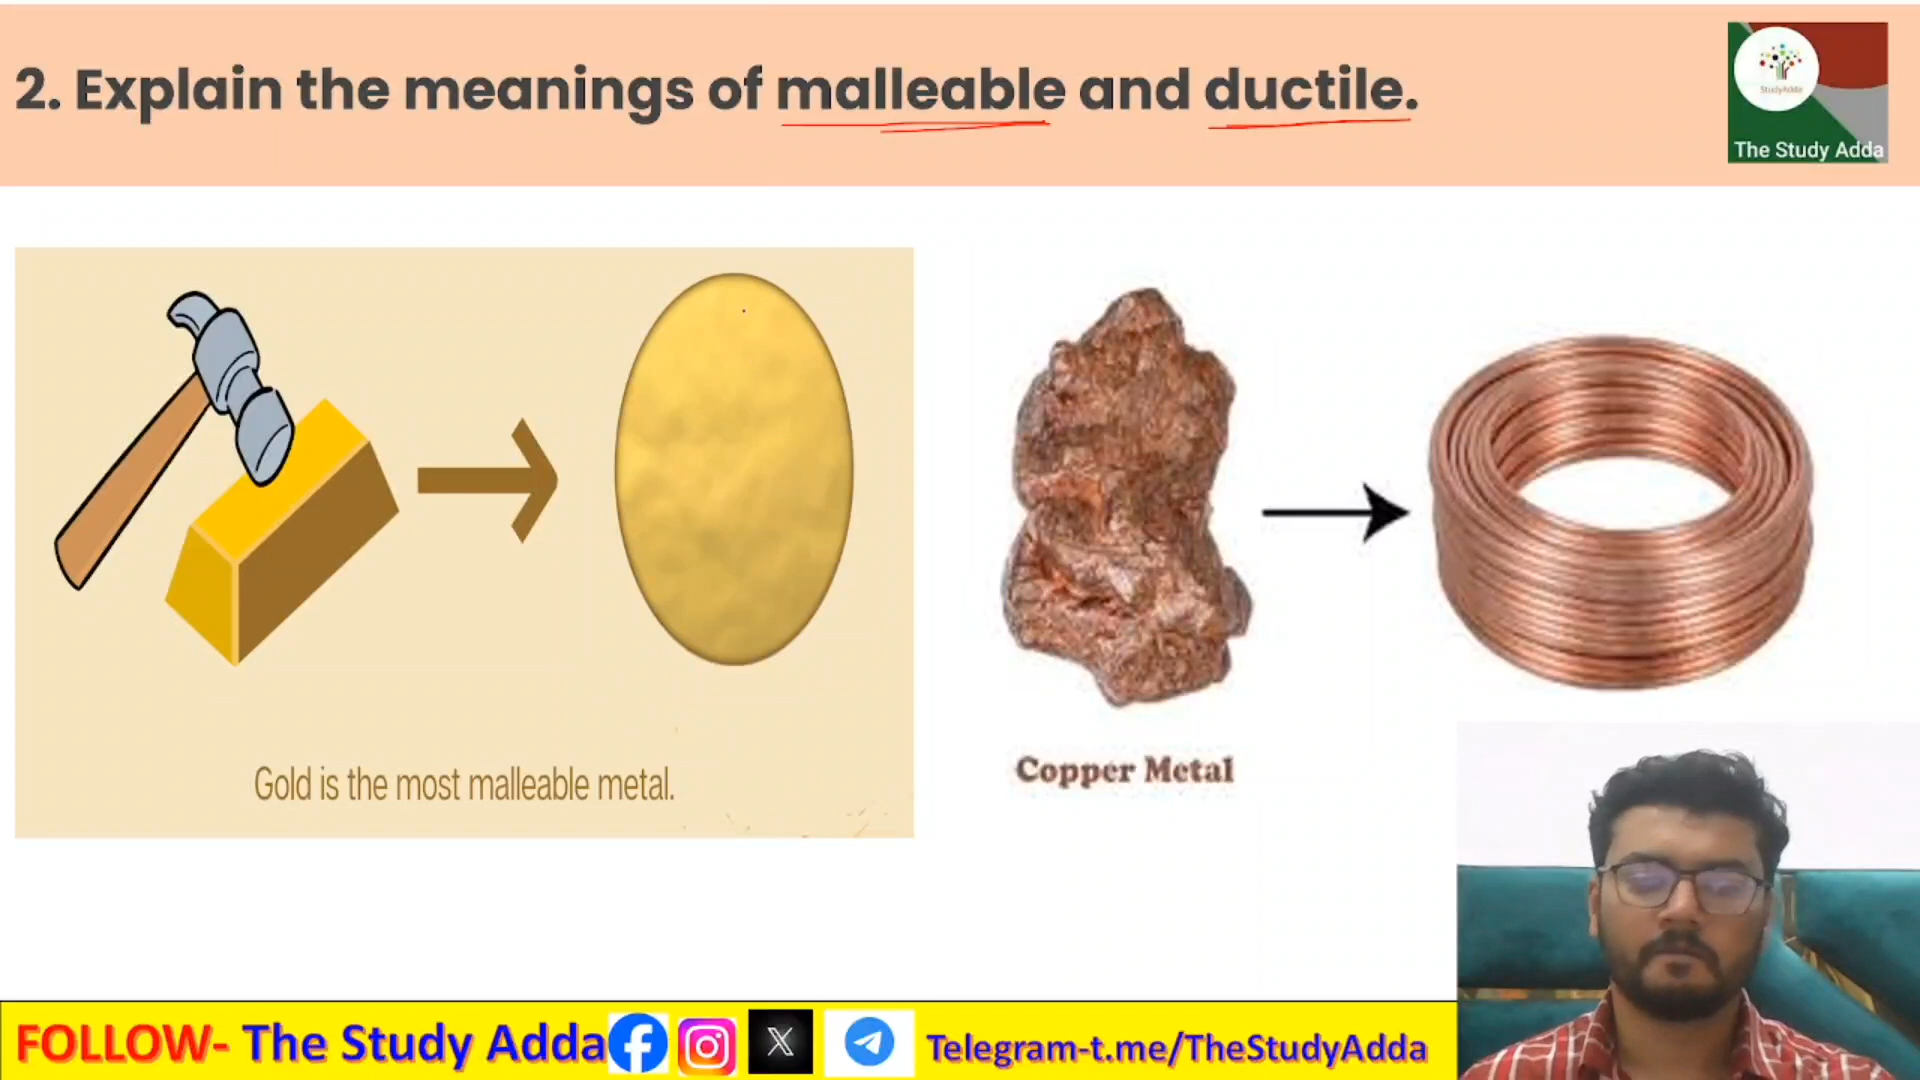 2. Explain the meanings of malleable and ductile.
StudyAdda
The Study Adda
Gold is the most malleable metal.
Copper Metal
FOLLOW- The Study Adda
Telegram-t.me/TheStudyAdda